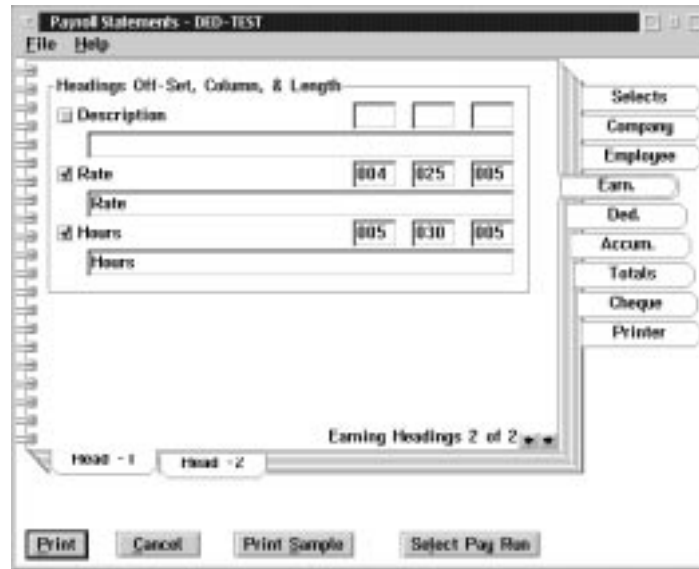 Payroll Statements - DED-TEST
File Help
Headings Off-Set, Column, & Length
Description
Rate 004 025 005
Rate
Hours 005 030 005
Hours
Earning Headings 2 of 2
Head - 1 Head - 2
Selects
Company
Employee
Earn.
Ded.
Accum.
Totals
Cheque
Printer
Print Cancel Print Sample Select Pay Run